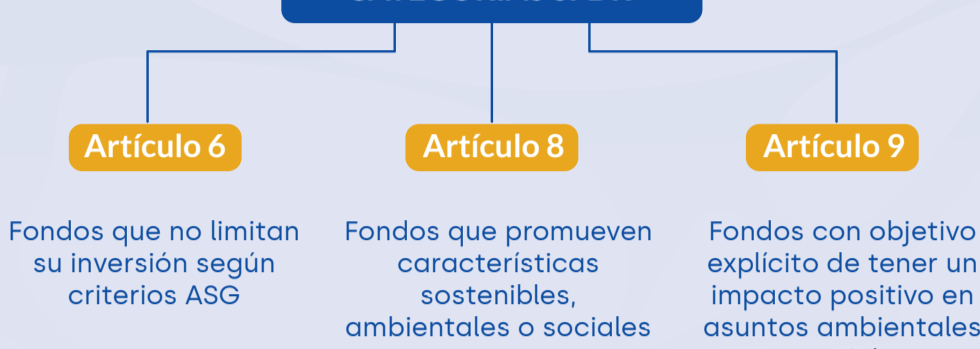 Artículo 6
Artículo 8
Artículo 9
Fondos que no limitan
su inversión según
criterios ASG
Fondos que promueven
características
sostenibles,
ambientales o sociales
Fondos con objetivo
explícito de tener un
impacto positivo en
asuntos ambientales